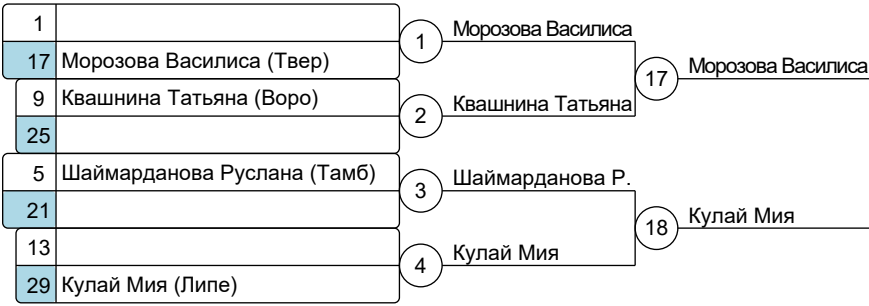 1
17 Морозова Василиса (Твер)
1 Морозова Василиса
9 Квашнина Татьяна (Воро)
25
2 Квашнина Татьяна
17 Морозова Василиса
5 Шаймарданова Руслана (Тамб)
21
3 Шаймарданова Р.
13
29 Кулай Мия (Липе)
4 Кулай Мия
18 Кулай Мия